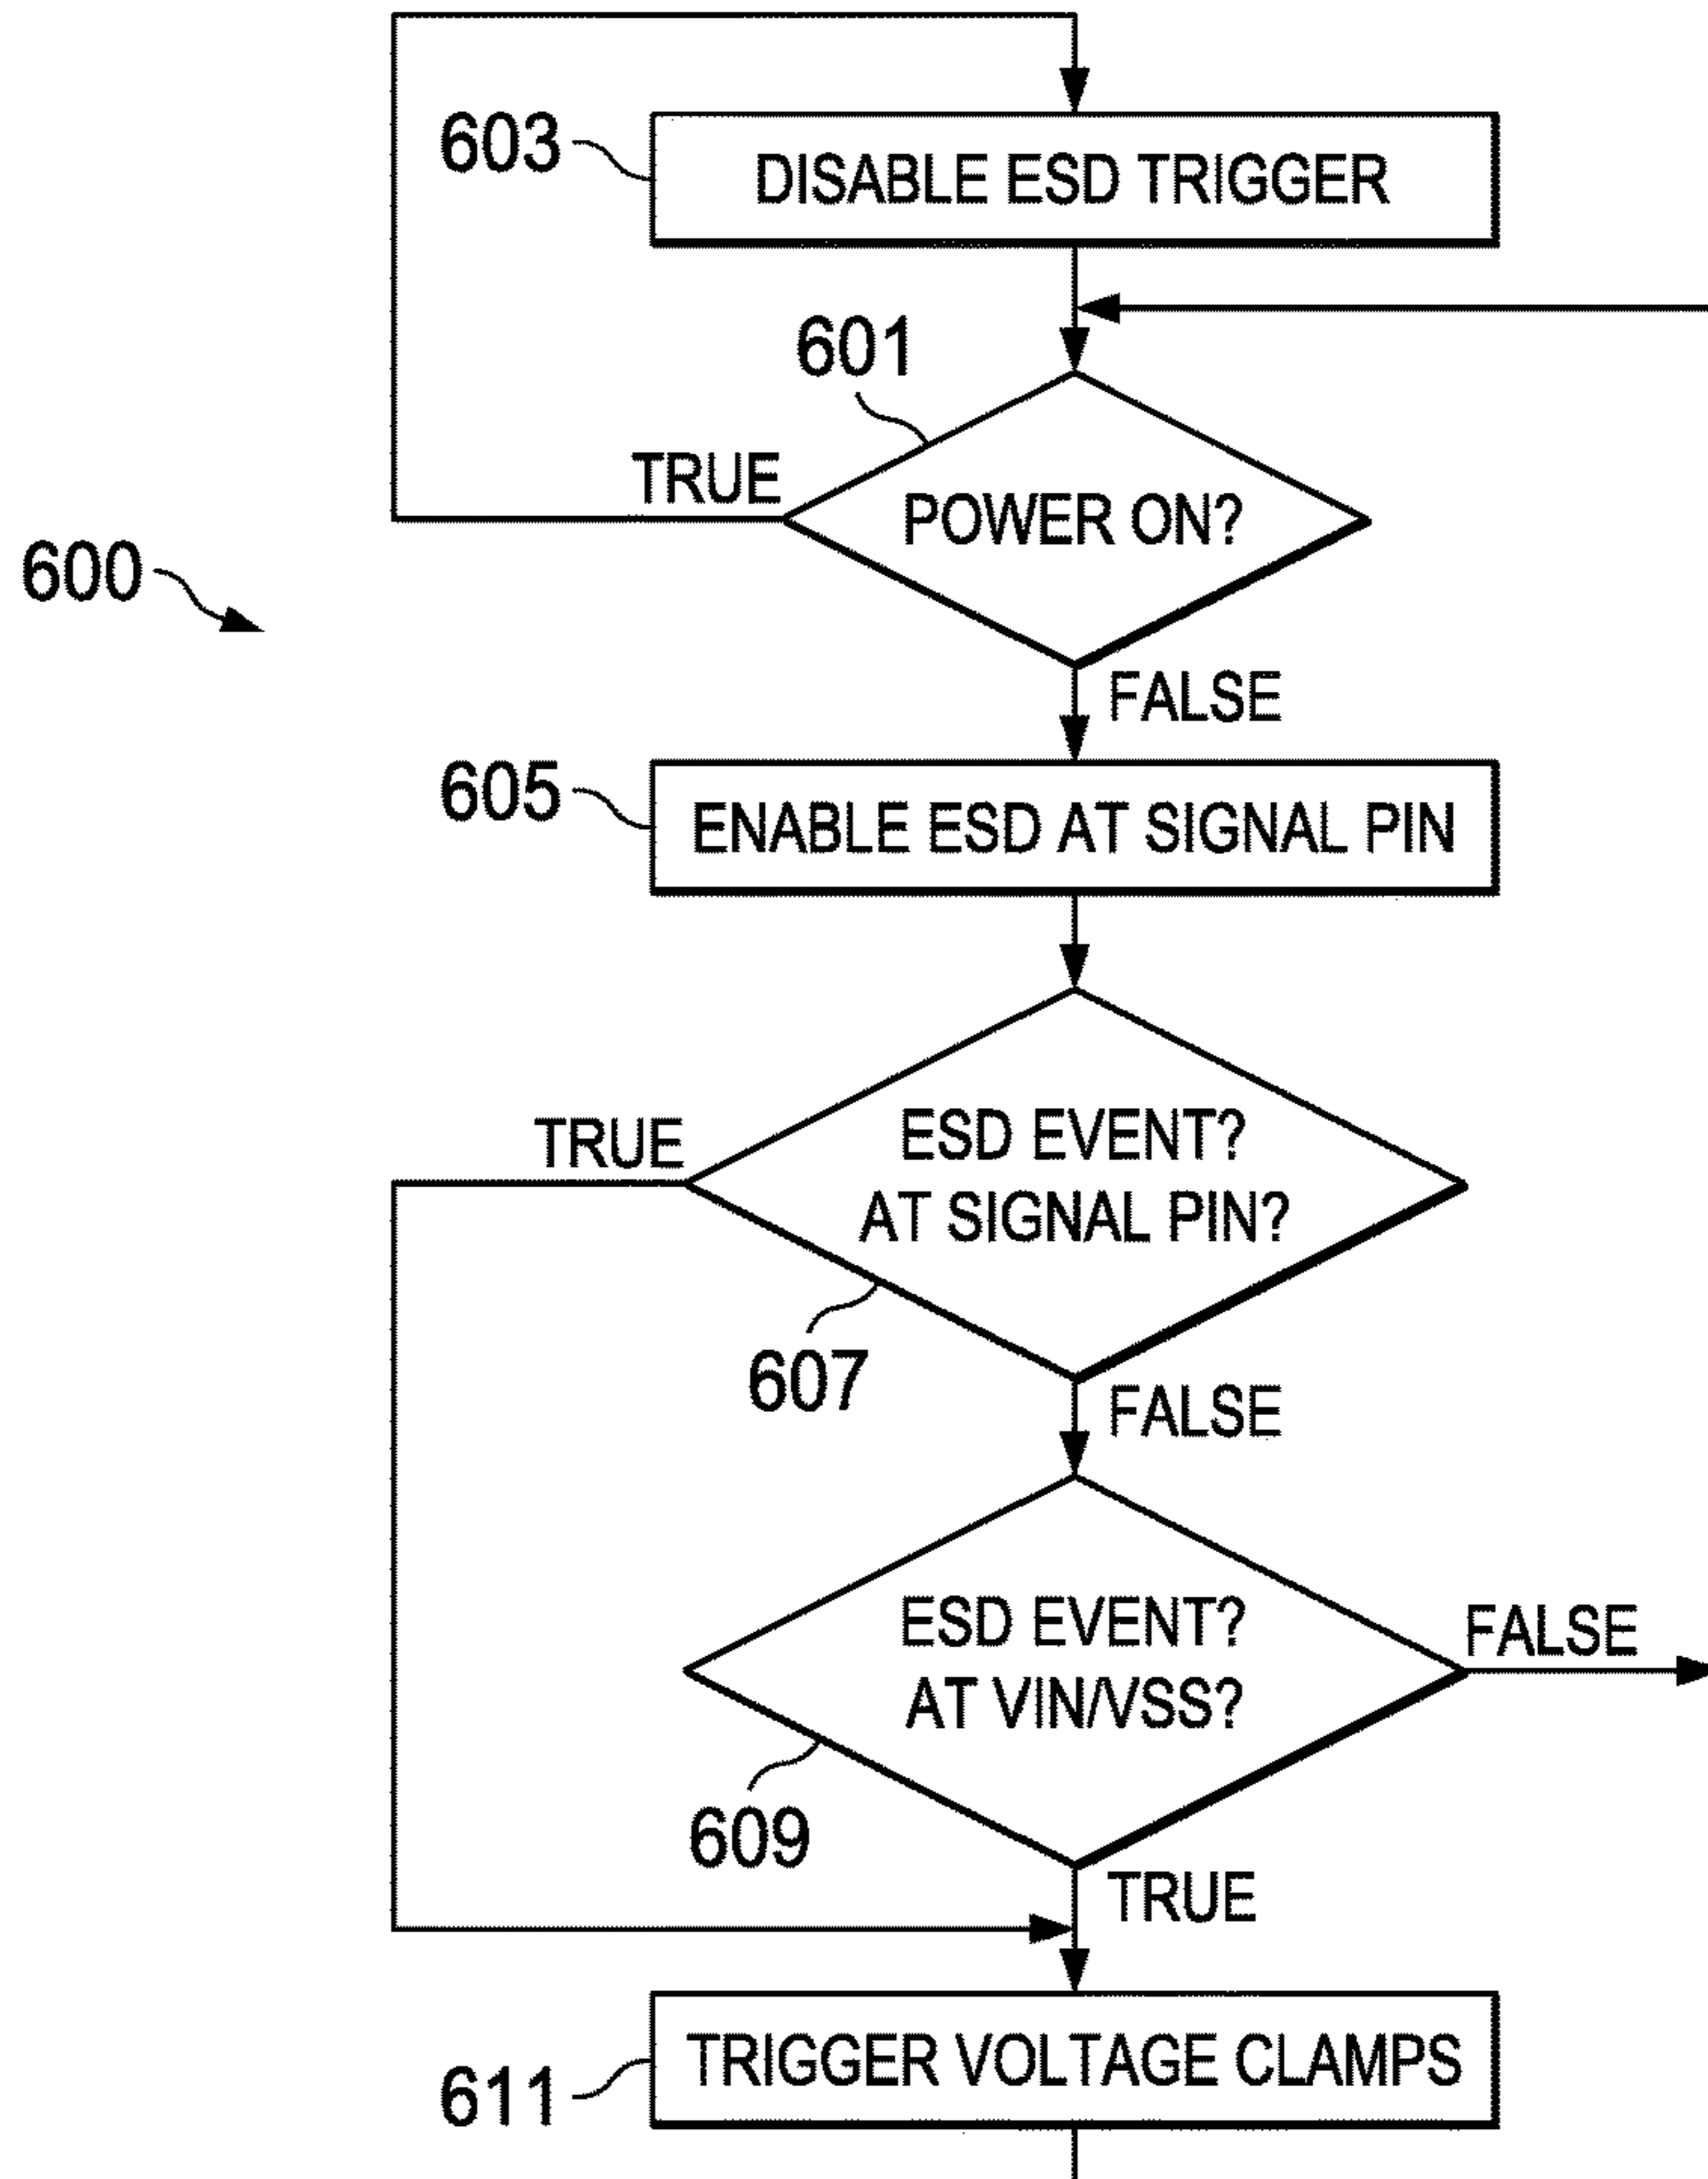 603
DISABLE ESD TRIGGER
601
TRUE
POWER ON?
600
FALSE
605
ENABLE ESD AT SIGNAL PIN
TRUE
ESD EVENT?
AT SIGNAL PIN?
607
FALSE
ESD EVENT?
AT VIN/VSS?
FALSE
609
TRUE
611
TRIGGER VOLTAGE CLAMPS